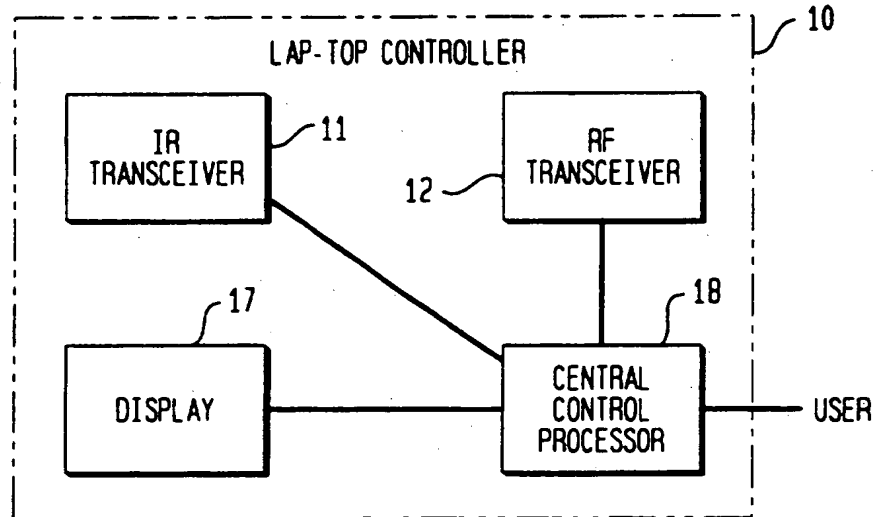 10
LAP-TOP CONTROLLER
IR
TRANSCEIVER
11
RF
TRANSCEIVER
12
17
18
DISPLAY
CENTRAL
CONTROL
PROCESSOR
USER